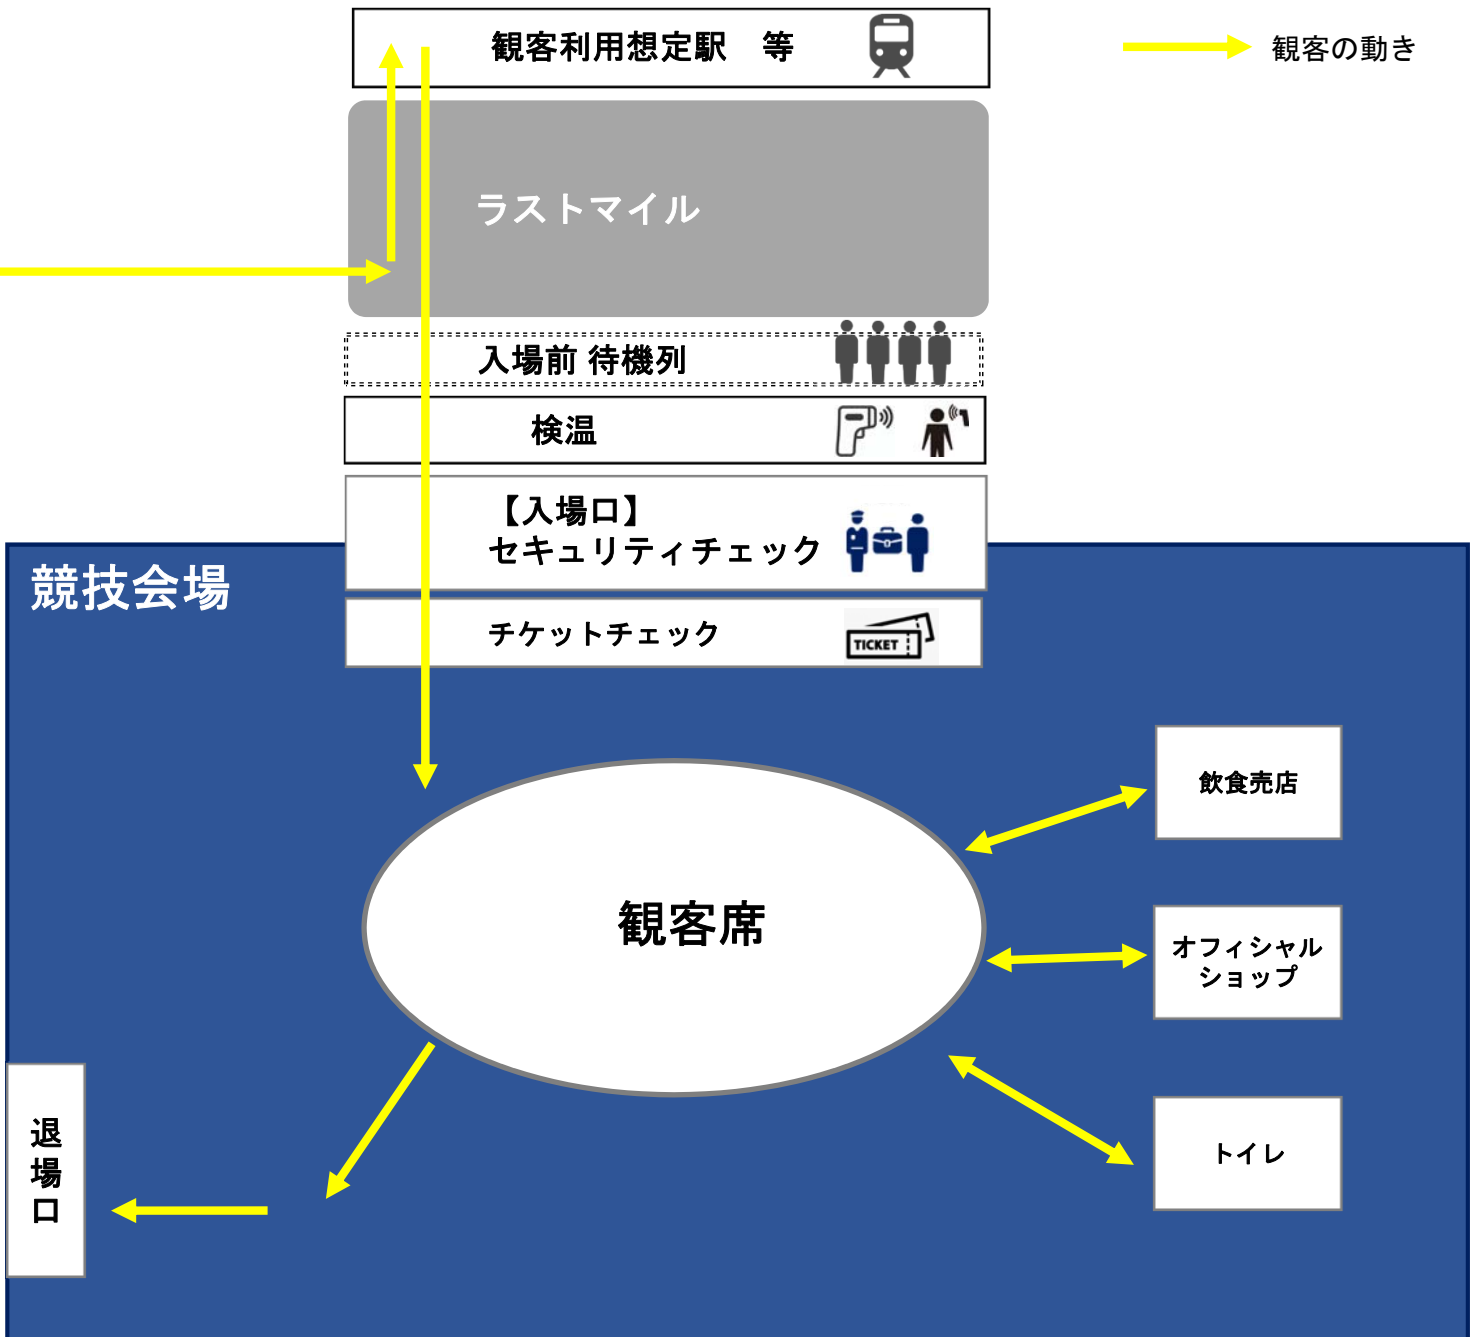 観客利用想定駅　等
観客の動き
ラストマイル
入場前 待機列
検温
【入場口】
セキュリティチェック
競技会場
チケットチェック
TICKET
飲食売店
観客席
オフィシャル
ショップ
退場口
トイレ